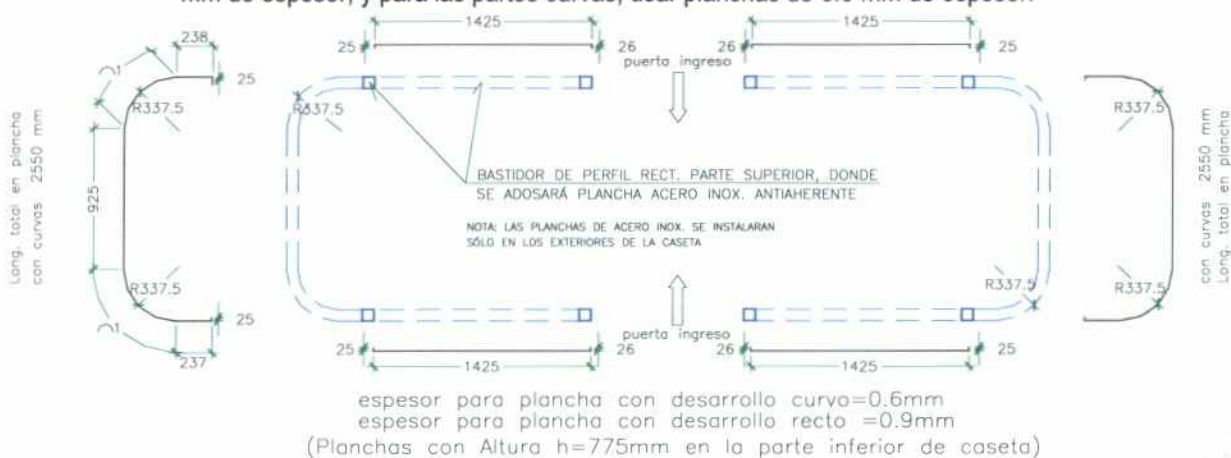 mm de espesor, y para las partes curvas, usar planchas de 0.6 mm de espesor.
1425
1425
238
25
26
26
25
25
puerta ingreso
R337.5
R337.5
R337.5
Long. total en plancha
con curvas 2550 mm
925
BASTIDOR DE PERFIL RECT. PARTE SUPERIOR, DONDE
SE ADOSARÁ PLANCHA ACERO INOX. ANTIAHERENTE
NOTA: LAS PLANCHAS DE ACERO INOX. SE INSTALARAN
SÓLO EN LOS EXTERIORES DE LA CASETA
con curvas 2550 mm
Long. total en plancha
R337.5
R337.5
R337.5
25
puerta ingreso
237
25
26
26
25
1425
1425
espesor para plancha con desarrollo curvo=0.6mm
espesor para plancha con desarrollo recto =0.9mm
(Planchas con Altura h=775mm en la parte inferior de caseta)